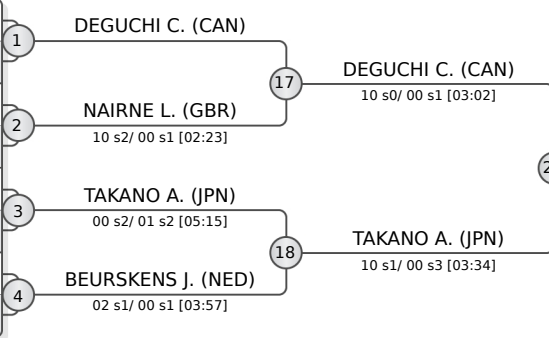 DEGUCHI C. (CAN)
1
17
DEGUCHI C. (CAN)
10 s0/ 00 s1 [03:02]
NAIRNE L. (GBR)
2
10 s2/ 00 s1 [02:23]
TAKANO A. (JPN)
3
00 s2/ 01 s2 [05:15]
18
TAKANO A. (JPN)
10 s1/ 00 s3 [03:34]
BEURSKENS J. (NED)
4
02 s1/ 00 s1 [03:57]